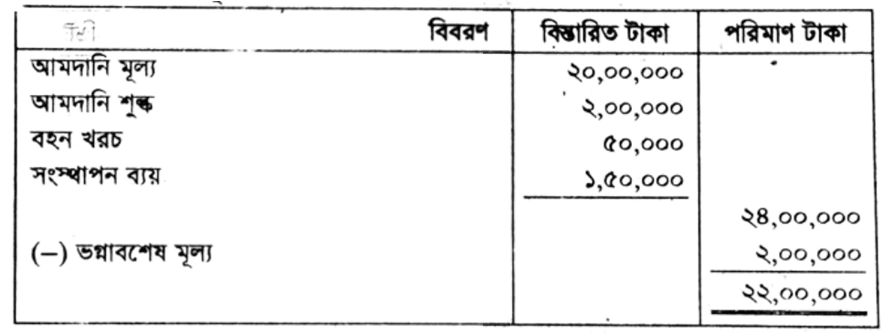 বিবরণ বিস্তারিত টাকা পরিমাণ টাকা
আমদানি মূল্য ২০,০০,০০০
আমদানি শুল্ক ২,০০,০০০
বহন খরচ ৫০,০০০
সংস্থাপন ব্যয় ১,৫০,০০০
২৪,০০,০০০
(−) ভগ্নাবশেষ মূল্য ২,০০,০০০
২২,০০,০০০